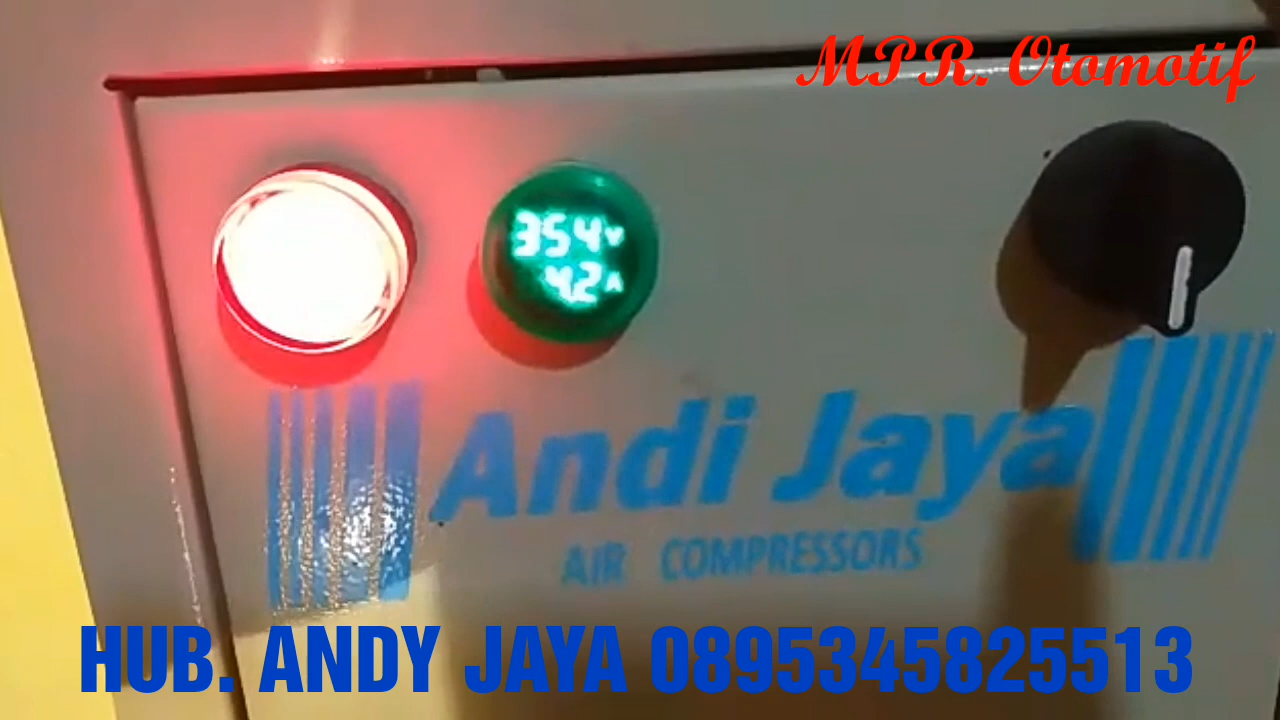 MPR. Otomotif
354V
4.2A
Andi Jaya
AIR COMPRESSORS
HUB. ANDY JAYA 0895345825513